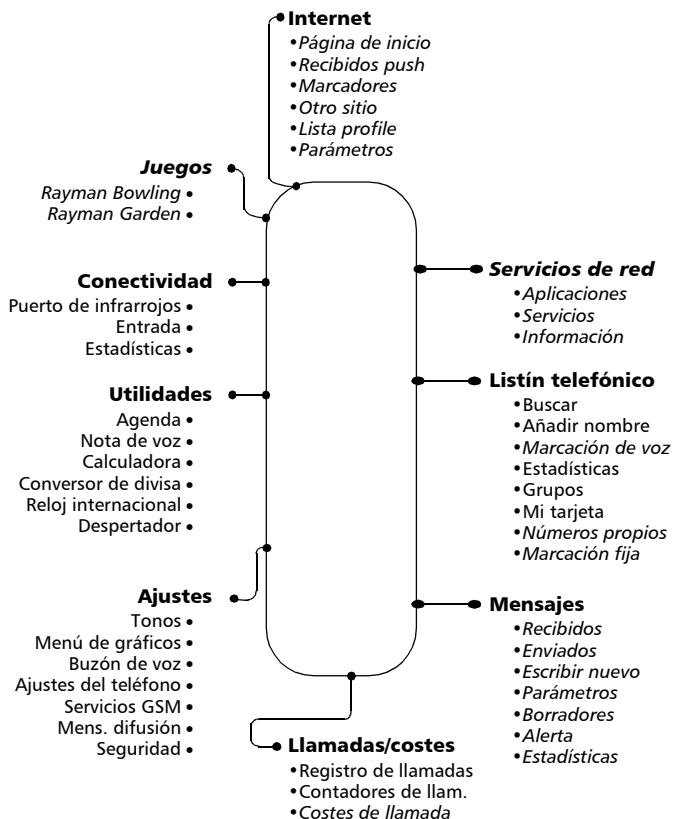 Internet
•Página de inicio
•Recibidos push
•Marcadores
•Otro sitio
•Lista profile
•Parámetros
Juegos
Rayman Bowling •
Rayman Garden •
Conectividad
Puerto de infrarrojos •
Entrada •
Estadísticas •
Utilidades
Agenda •
Nota de voz •
Calculadora •
Conversor de divisa •
Reloj internacional •
Despertador •
Ajustes
Tonos •
Menú de gráficos •
Buzón de voz •
Ajustes del teléfono •
Servicios GSM •
Mens. difusión •
Seguridad •
Servicios de red
•Aplicaciones
•Servicios
•Información
Listín telefónico
•Buscar
•Añadir nombre
•Marcación de voz
•Estadísticas
•Grupos
•Mi tarjeta
•Números propios
•Marcación fija
Mensajes
•Recibidos
•Enviados
•Escribir nuevo
•Parámetros
•Borradores
•Alerta
•Estadísticas
Llamadas/costes
•Registro de llamadas
•Contadores de llam.
•Costes de llamada